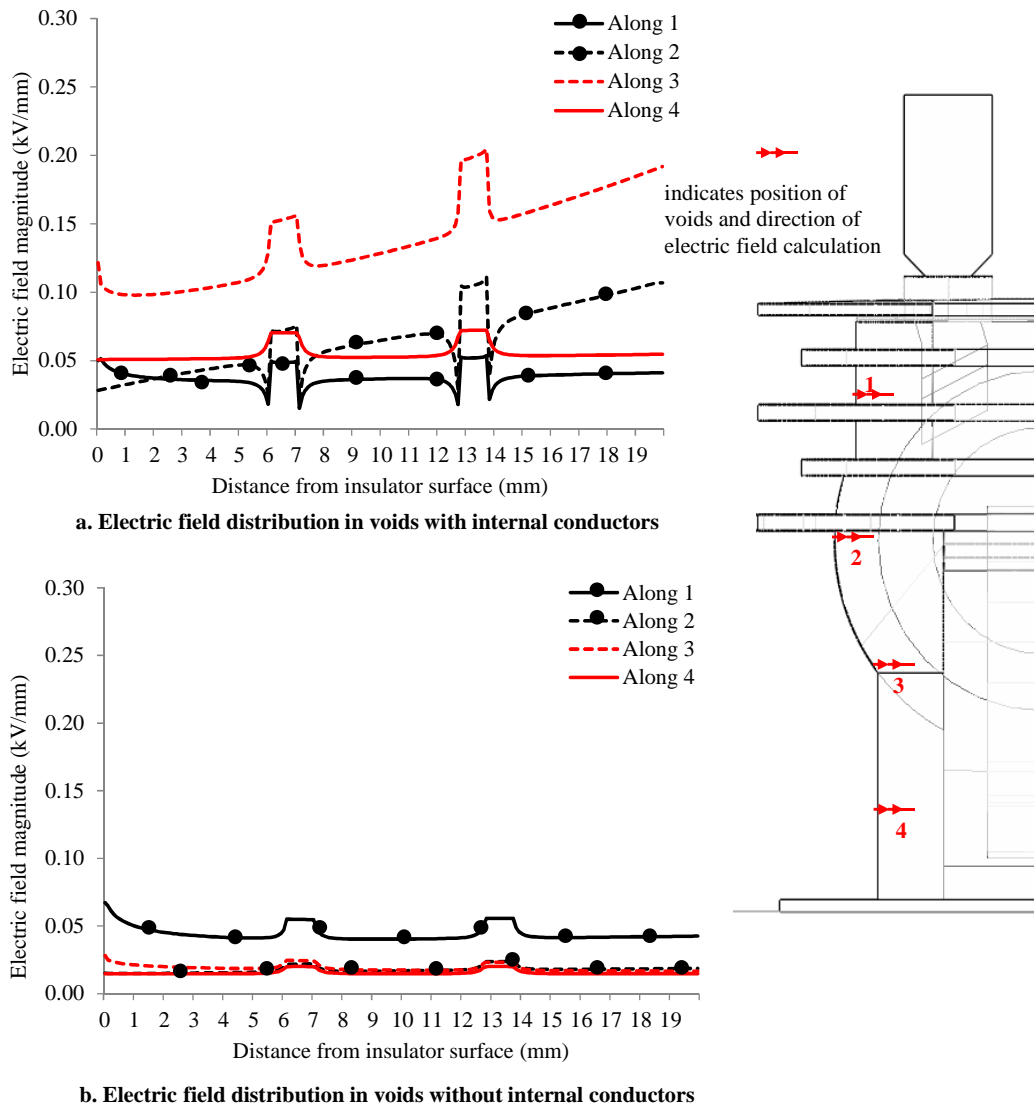 0.30
0.25
0.20
0.15
0.10
0.05
0.00
Electric field magnitude (kV/mm)
Along 1
Along 2
Along 3
Along 4
0 1 2 3 4 5 6 7 8 9 10 11 12 13 14 15 16 17 18 19
Distance from insulator surface (mm)
a. Electric field distribution in voids with internal conductors
indicates position of
voids and direction of
electric field calculation
1
2
3
4
0.30
0.25
0.20
0.15
0.10
0.05
0.00
Electric field magnitude (kV/mm)
Along 1
Along 2
Along 3
Along 4
0 1 2 3 4 5 6 7 8 9 10 11 12 13 14 15 16 17 18 19
Distance from insulator surface (mm)
b. Electric field distribution in voids without internal conductors